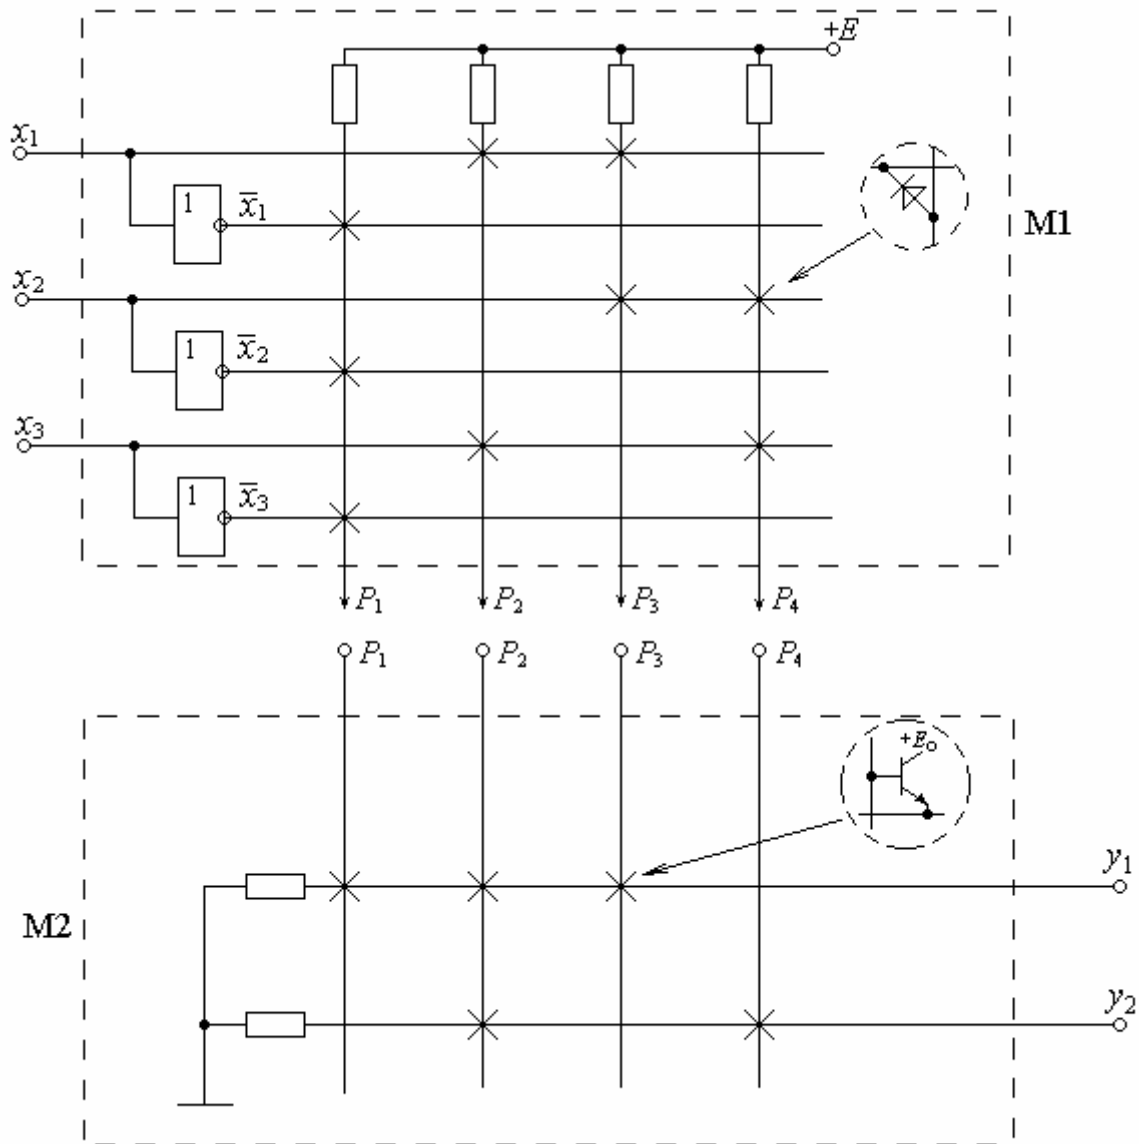 +E
x₁
1
x̄₁
M1
x₂
1
x̄₂
x₃
1
x̄₃
P₁ P₂ P₃ P₄
P₁ P₂ P₃ P₄
+E₀
y₁
M2
y₂